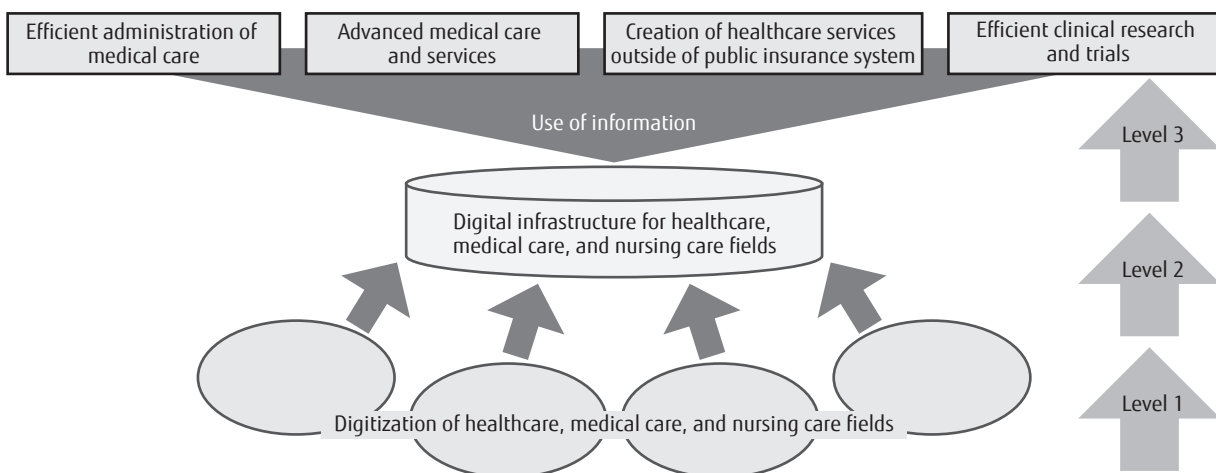 Efficient administration of
medical care
Advanced medical care
and services
Creation of healthcare services
outside of public insurance system
Efficient clinical research
and trials
Use of information
Level 3
Digital infrastructure for healthcare,
medical care, and nursing care fields
Level 2
Digitization of healthcare, medical care, and nursing care fields
Level 1